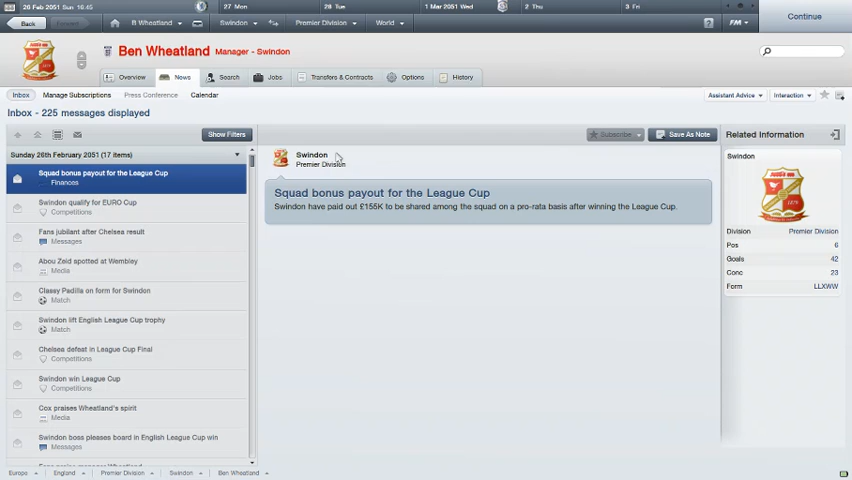 26 Feb 2051 Sun 16:45
27 Mon
28 Tue
1 Mar 2051 Wed
2 Thu
3 Fri
Continue
Back
B Wheatland
Swindon
Premier Division
World
?
FM
Ben Wheatland
Manager - Swindon
Overview
News
Search
Jobs
Transfers & Contracts
Options
History
Inbox
Manage Subscriptions
Press Conference
Calendar
Assistant Advice
Interaction
Inbox - 225 messages displayed
Show Filters
Subscribe
Save As Note
Related Information
Sunday 26th February 2051 (17 items)
Squad bonus payout for the League Cup
Finances
Swindon qualify for EURO Cup
Competitions
Fans jubilant after Chelsea result
Messages
Abou Zeid spotted at Wembley
Media
Classy Padilla on form for Swindon
Match
Swindon lift English League Cup trophy
Match
Chelsea defeat in League Cup Final
Competitions
Swindon win League Cup
Competitions
Cox praises Wheatland's spirit
Media
Swindon boss pleases board in English League Cup win
Messages
Swindon
Premier Division
Squad bonus payout for the League Cup
Swindon have paid out £155K to be shared among the squad on a pro-rata basis after winning the League Cup.
Swindon
Division Premier Division
Pos 6
Goals 42
Conc 23
Form LLXWW
Europe
England
Premier Division
Swindon
Ben Wheatland